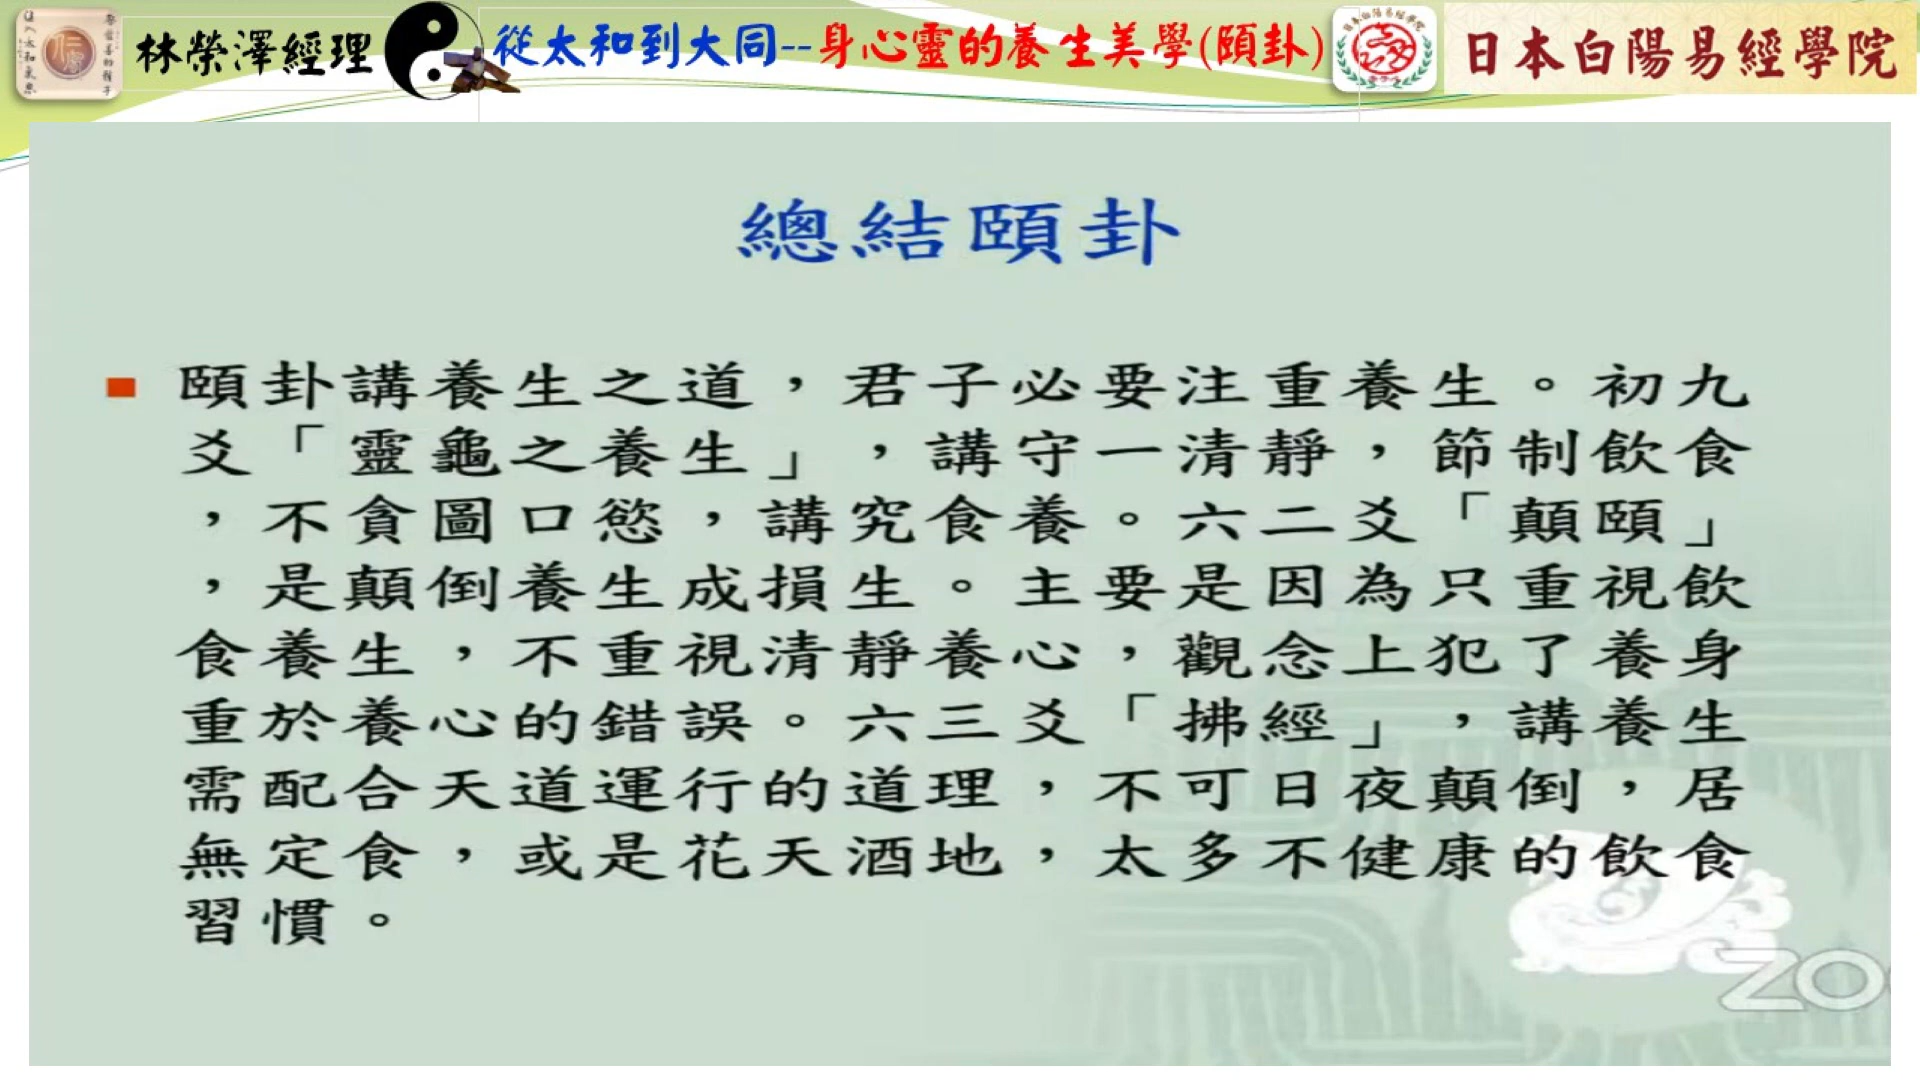 林榮澤經理
從太和到大同--身心靈的養生美學(頤卦)
日本白陽易經學院
總結頤卦
頤卦講養生之道，君子必要注重養生。初九
爻「靈龜之養生」，講守一清靜，節制飲食
，不貪圖口慾，講究食養。六二爻「顛頤」
，是顛倒養生成損生。主要是因為只重視飲
食養生，不重視清靜養心，觀念上犯了養身
重於養心的錯誤。六三爻「拂經」，講養生
需配合天道運行的道理，不可日夜顛倒，居
無定食，或是花天酒地，太多不健康的飲食
習慣。